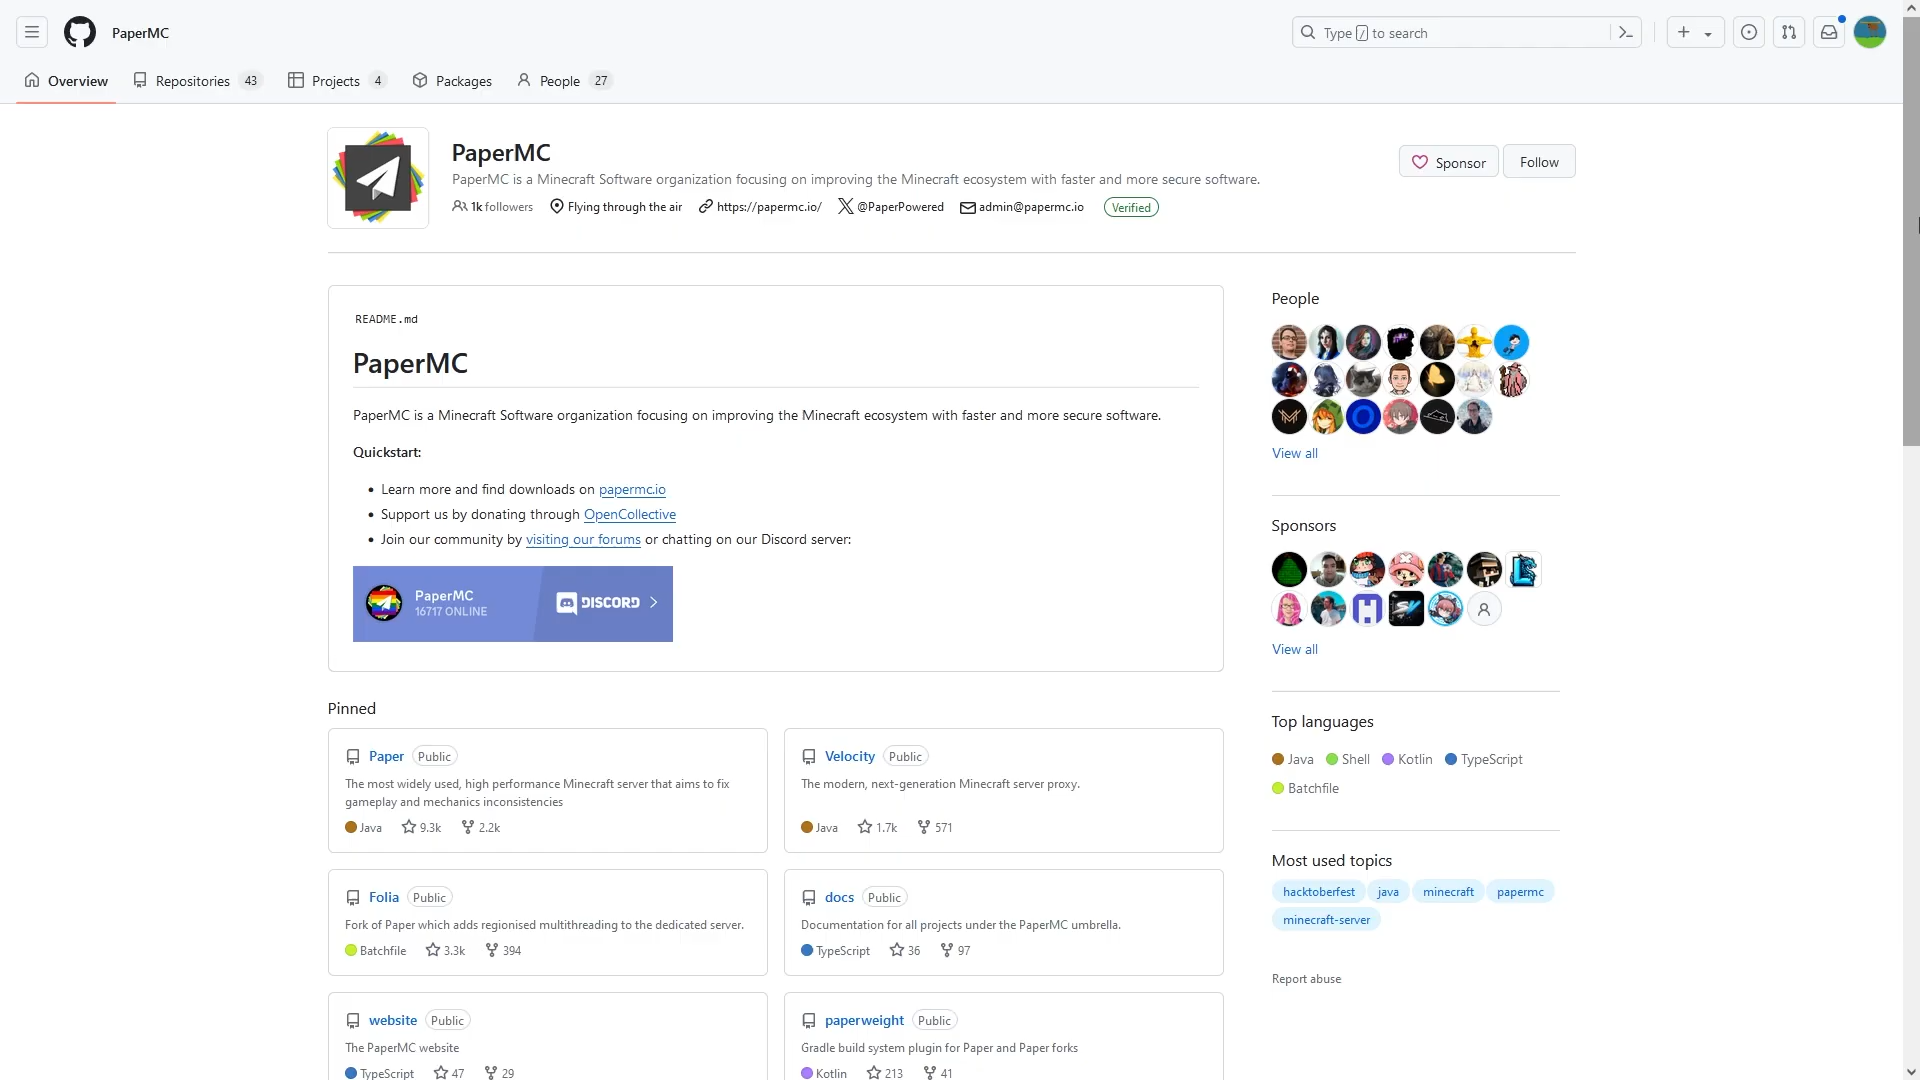 PaperMC
Type / to search
Overview
Repositories 43
Projects 4
Packages
People 27
PaperMC
PaperMC is a Minecraft Software organization focusing on improving the Minecraft ecosystem with faster and more secure software.
1k followers
Flying through the air
https://papermc.io/
@PaperPowered
admin@papermc.io
Verified
Sponsor
Follow
README.md
PaperMC
PaperMC is a Minecraft Software organization focusing on improving the Minecraft ecosystem with faster and more secure software.
Quickstart:
• Learn more and find downloads on papermc.io
• Support us by donating through OpenCollective
• Join our community by visiting our forums or chatting on our Discord server:
PaperMC
16717 ONLINE
DISCORD
Pinned
Paper Public
The most widely used, high performance Minecraft server that aims to fix
gameplay and mechanics inconsistencies
Java 9.3k 2.2k
Velocity Public
The modern, next-generation Minecraft server proxy.
Java 1.7k 571
Folia Public
Fork of Paper which adds regionised multithreading to the dedicated server.
Batchfile 3.3k 394
docs Public
Documentation for all projects under the PaperMC umbrella.
TypeScript 36 97
website Public
The PaperMC website
TypeScript 47 29
paperweight Public
Gradle build system plugin for Paper and Paper forks
Kotlin 213 41
People
View all
Sponsors
View all
Top languages
Java Shell Kotlin TypeScript
Batchfile
Most used topics
hacktoberfest java minecraft papermc
minecraft-server
Report abuse